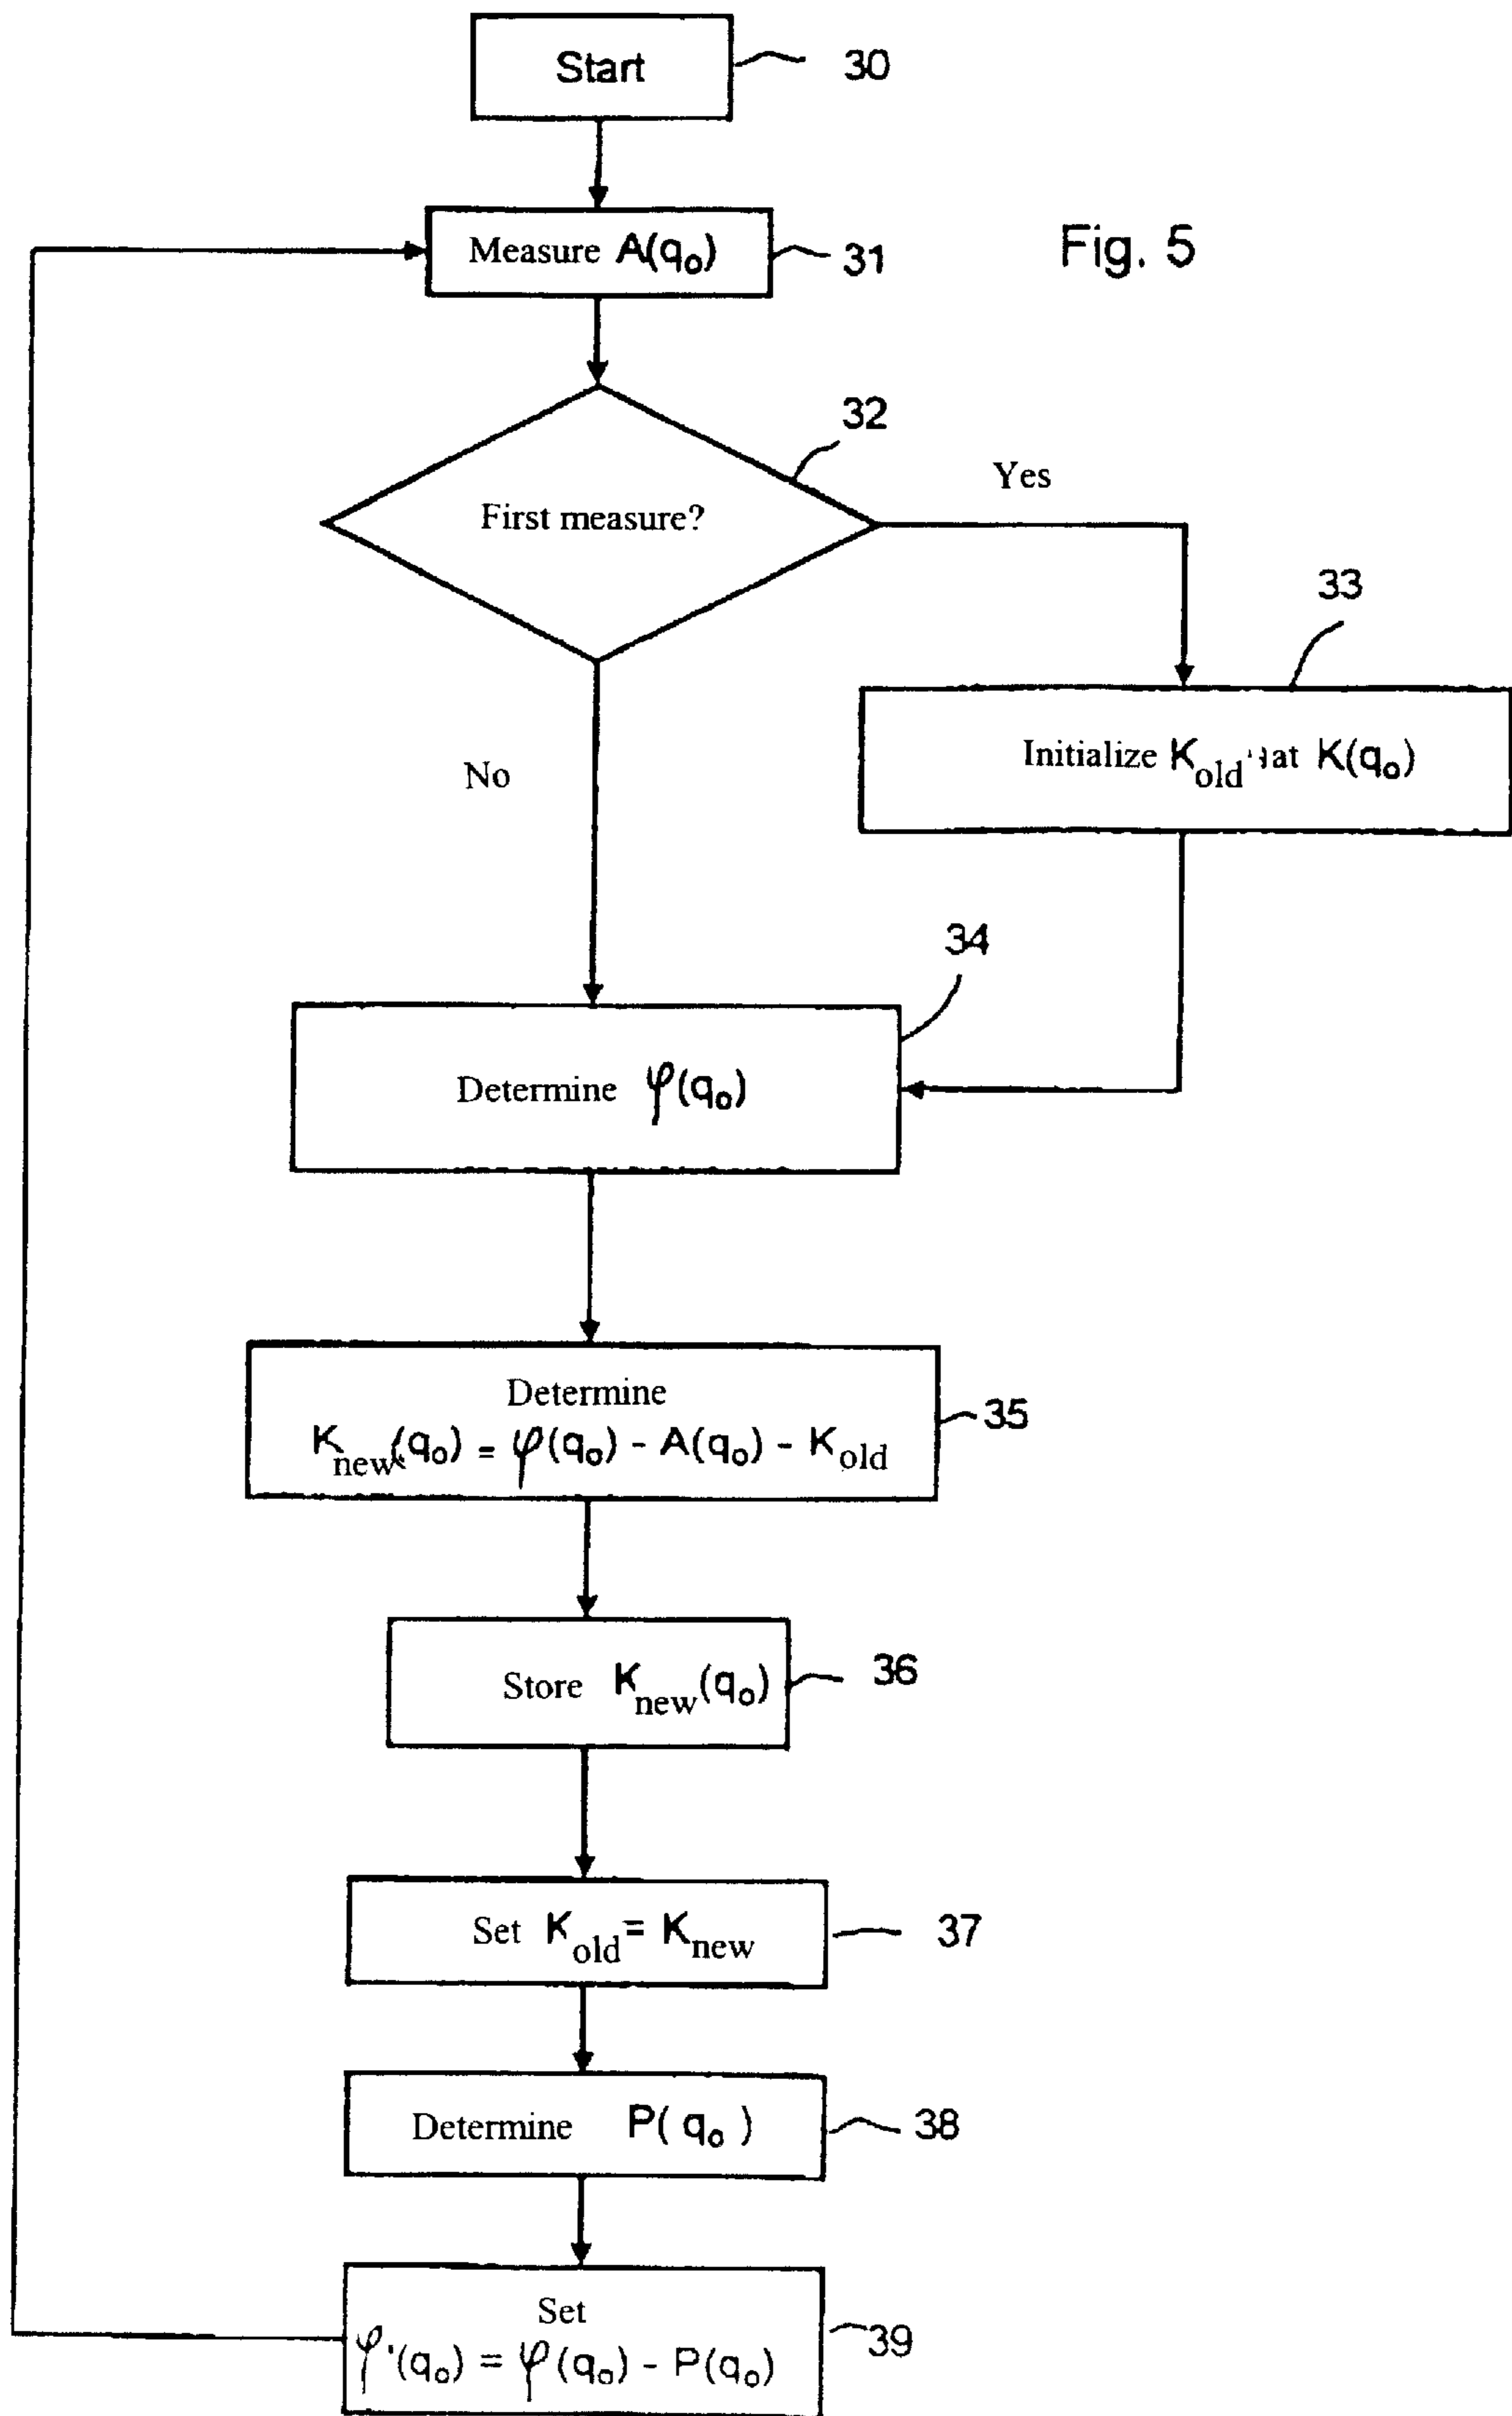 Start
30
Measure A(q₀)
31
Fig. 5
32
First measure?
Yes
33
Initialize K_old at K(q₀)
No
34
Determine φ(q₀)
Determine
K_new(q₀) = φ(q₀) - A(q₀) - K_old
35
Store K_new(q₀)
36
Set K_old = K_new
37
Determine P(q₀)
38
Set
φ'(q₀) = φ(q₀) - P(q₀)
39